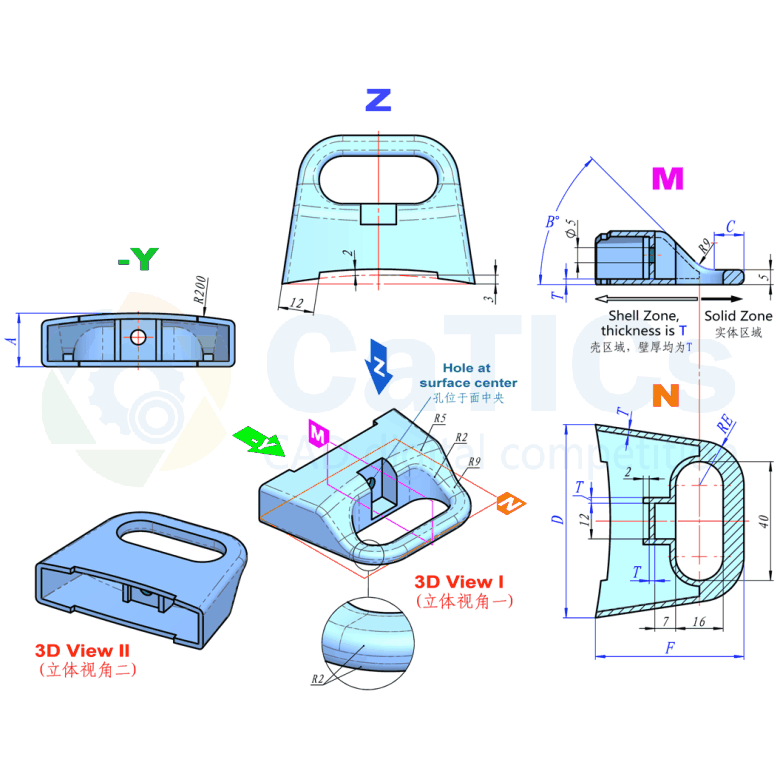 Z
M
-Y
R200
A
2
12
3
B°
Φ5
R9
C
T
5
Shell Zone,
thickness is T
壳区域，壁厚均为T
Solid Zone
实体区域
CaTICs
Hole at
surface center
孔位于面中央
Z
-Y
M
N
R5
R2
R9
N
T
RE
2
T
D
12
40
T
7
16
F
3D View I
(立体视角一)
3D View II
(立体视角二)
R2